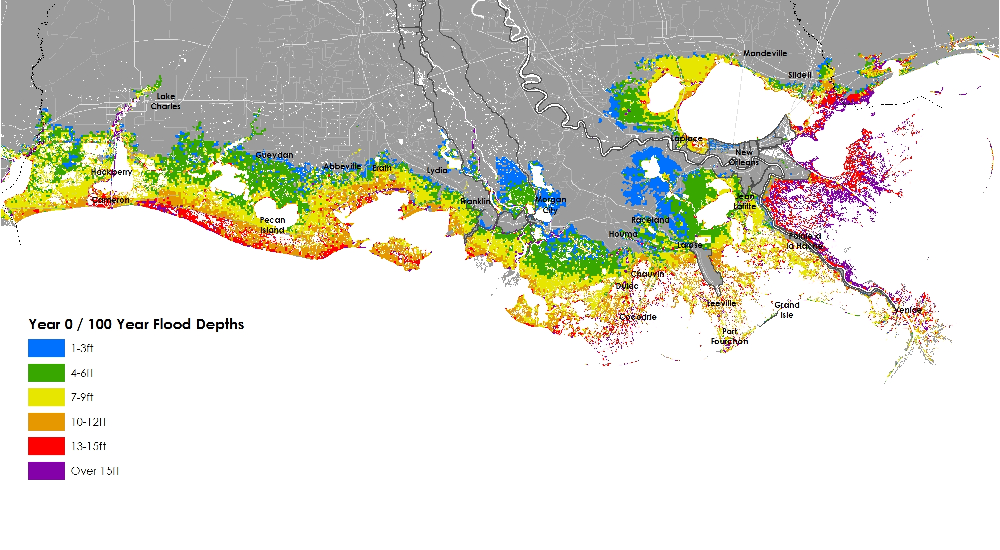 Mandeville
Slidell
Lake
Charles
Laplace
New
Orleans
Gueydan
Abbeville
Erath
Lydia
Hackberry
Cameron
Franklin
Morgan
City
Jean
Lafitte
Pecan
Island
Raceland
Houma
Larose
Pointe a
la Hache
Chauvin
Dulac
Leeville
Grand
Isle
Venice
Cocodrie
Port
Fourchon
Year 0 / 100 Year Flood Depths
1-3ft
4-6ft
7-9ft
10-12ft
13-15ft
Over 15ft